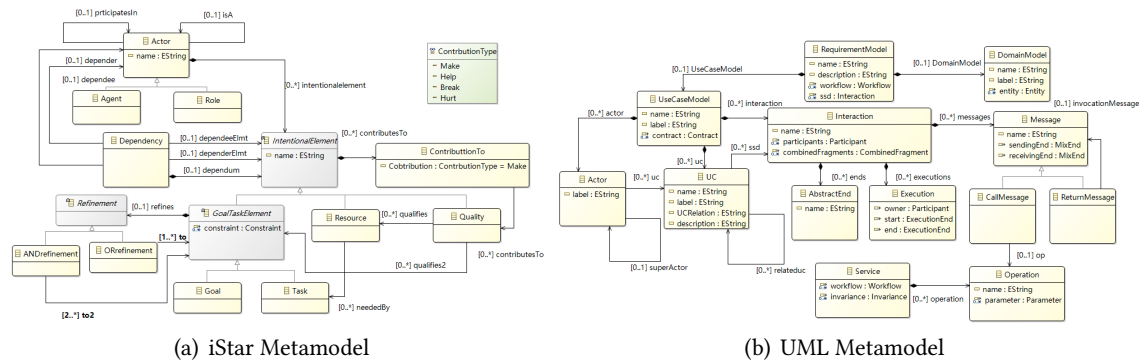 [0..1] prticiatesIn
[0..1] isA
Actor
name : EString
[0..1] depender
[0..1] dependee
Agent
Role
[0..*] intentionalelement
ContributionType
Make
Help
Break
Hurt
Dependency
[0..1] dependeeElmt
[0..1] dependerElmt
[0..*] dependum
IntentionalElement
name : EString
[0..*] contributesTo
ContributtionTo
Cobtribution : ContributionType = Make
Refinement
[0..1] refines
GoalTaskElement
constraint : Constraint
Resource
[0..*] qualifies
Quality
ANDrefinement
ORrefinement
[1..*] to
[0..*] contributesTo
[0..*] qualifies2
Goal
Task
[0..*] neededBy
[2..*] to2
(a) iStar Metamodel
RequirementModel
name : EString
description : EString
workflow : Workflow
ssd : Interaction
[0..1] UseCaseModel
[0..1] DomainModel
DomainModel
name : EString
label : EString
entity : Entity
[0..1] invocationMessage
[0..*] actor
UseCaseModel
name : EString
label : EString
contract : Contract
[0..*] interaction
Interaction
name : EString
participants : Participant
combinedFragments : CombinedFragment
[0..*] messages
Message
name : EString
sendingEnd : MixEnd
receivingEnd : MixEnd
[0..*] uc
[0..*] ssd
Actor
label : EString
[0..*] uc
UC
name : EString
label : EString
UCRelation : EString
description : EString
[0..*] ends
[0..*] executions
AbstractEnd
name : EString
Execution
owner : Participant
start : ExecutionEnd
end : ExecutionEnd
CallMessage
ReturnMessage
[0..1] superActor
[0..*] relateduc
[0..1] op
Service
workflow : Workflow
invariance : Invariance
[0..*] operation
Operation
name : EString
parameter : Parameter
(b) UML Metamodel